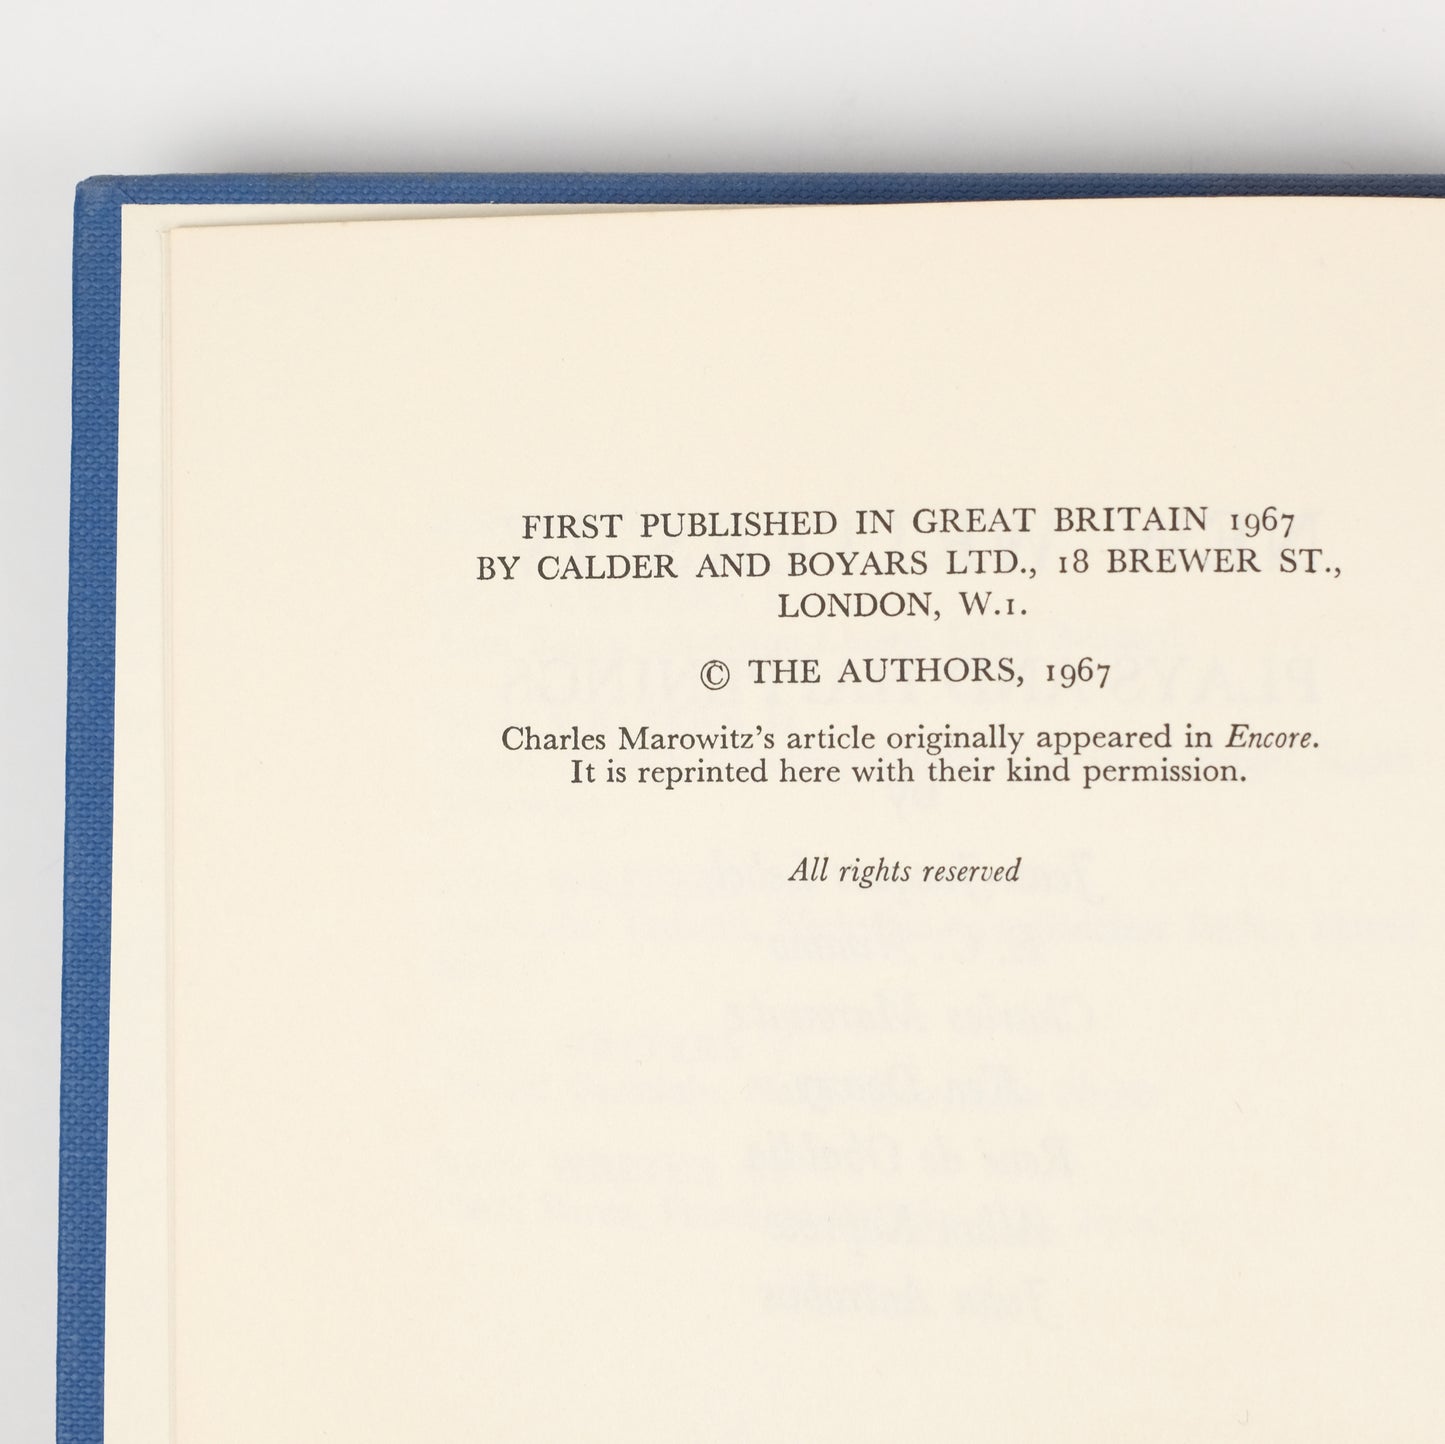 FIRST PUBLISHED IN GREAT BRITAIN 1967
BY CALDER AND BOYARS LTD., 18 BREWER ST.,
LONDON, W.1.
© THE AUTHORS, 1967
Charles Marowitz's article originally appeared in Encore.
It is reprinted here with their kind permission.
All rights reserved